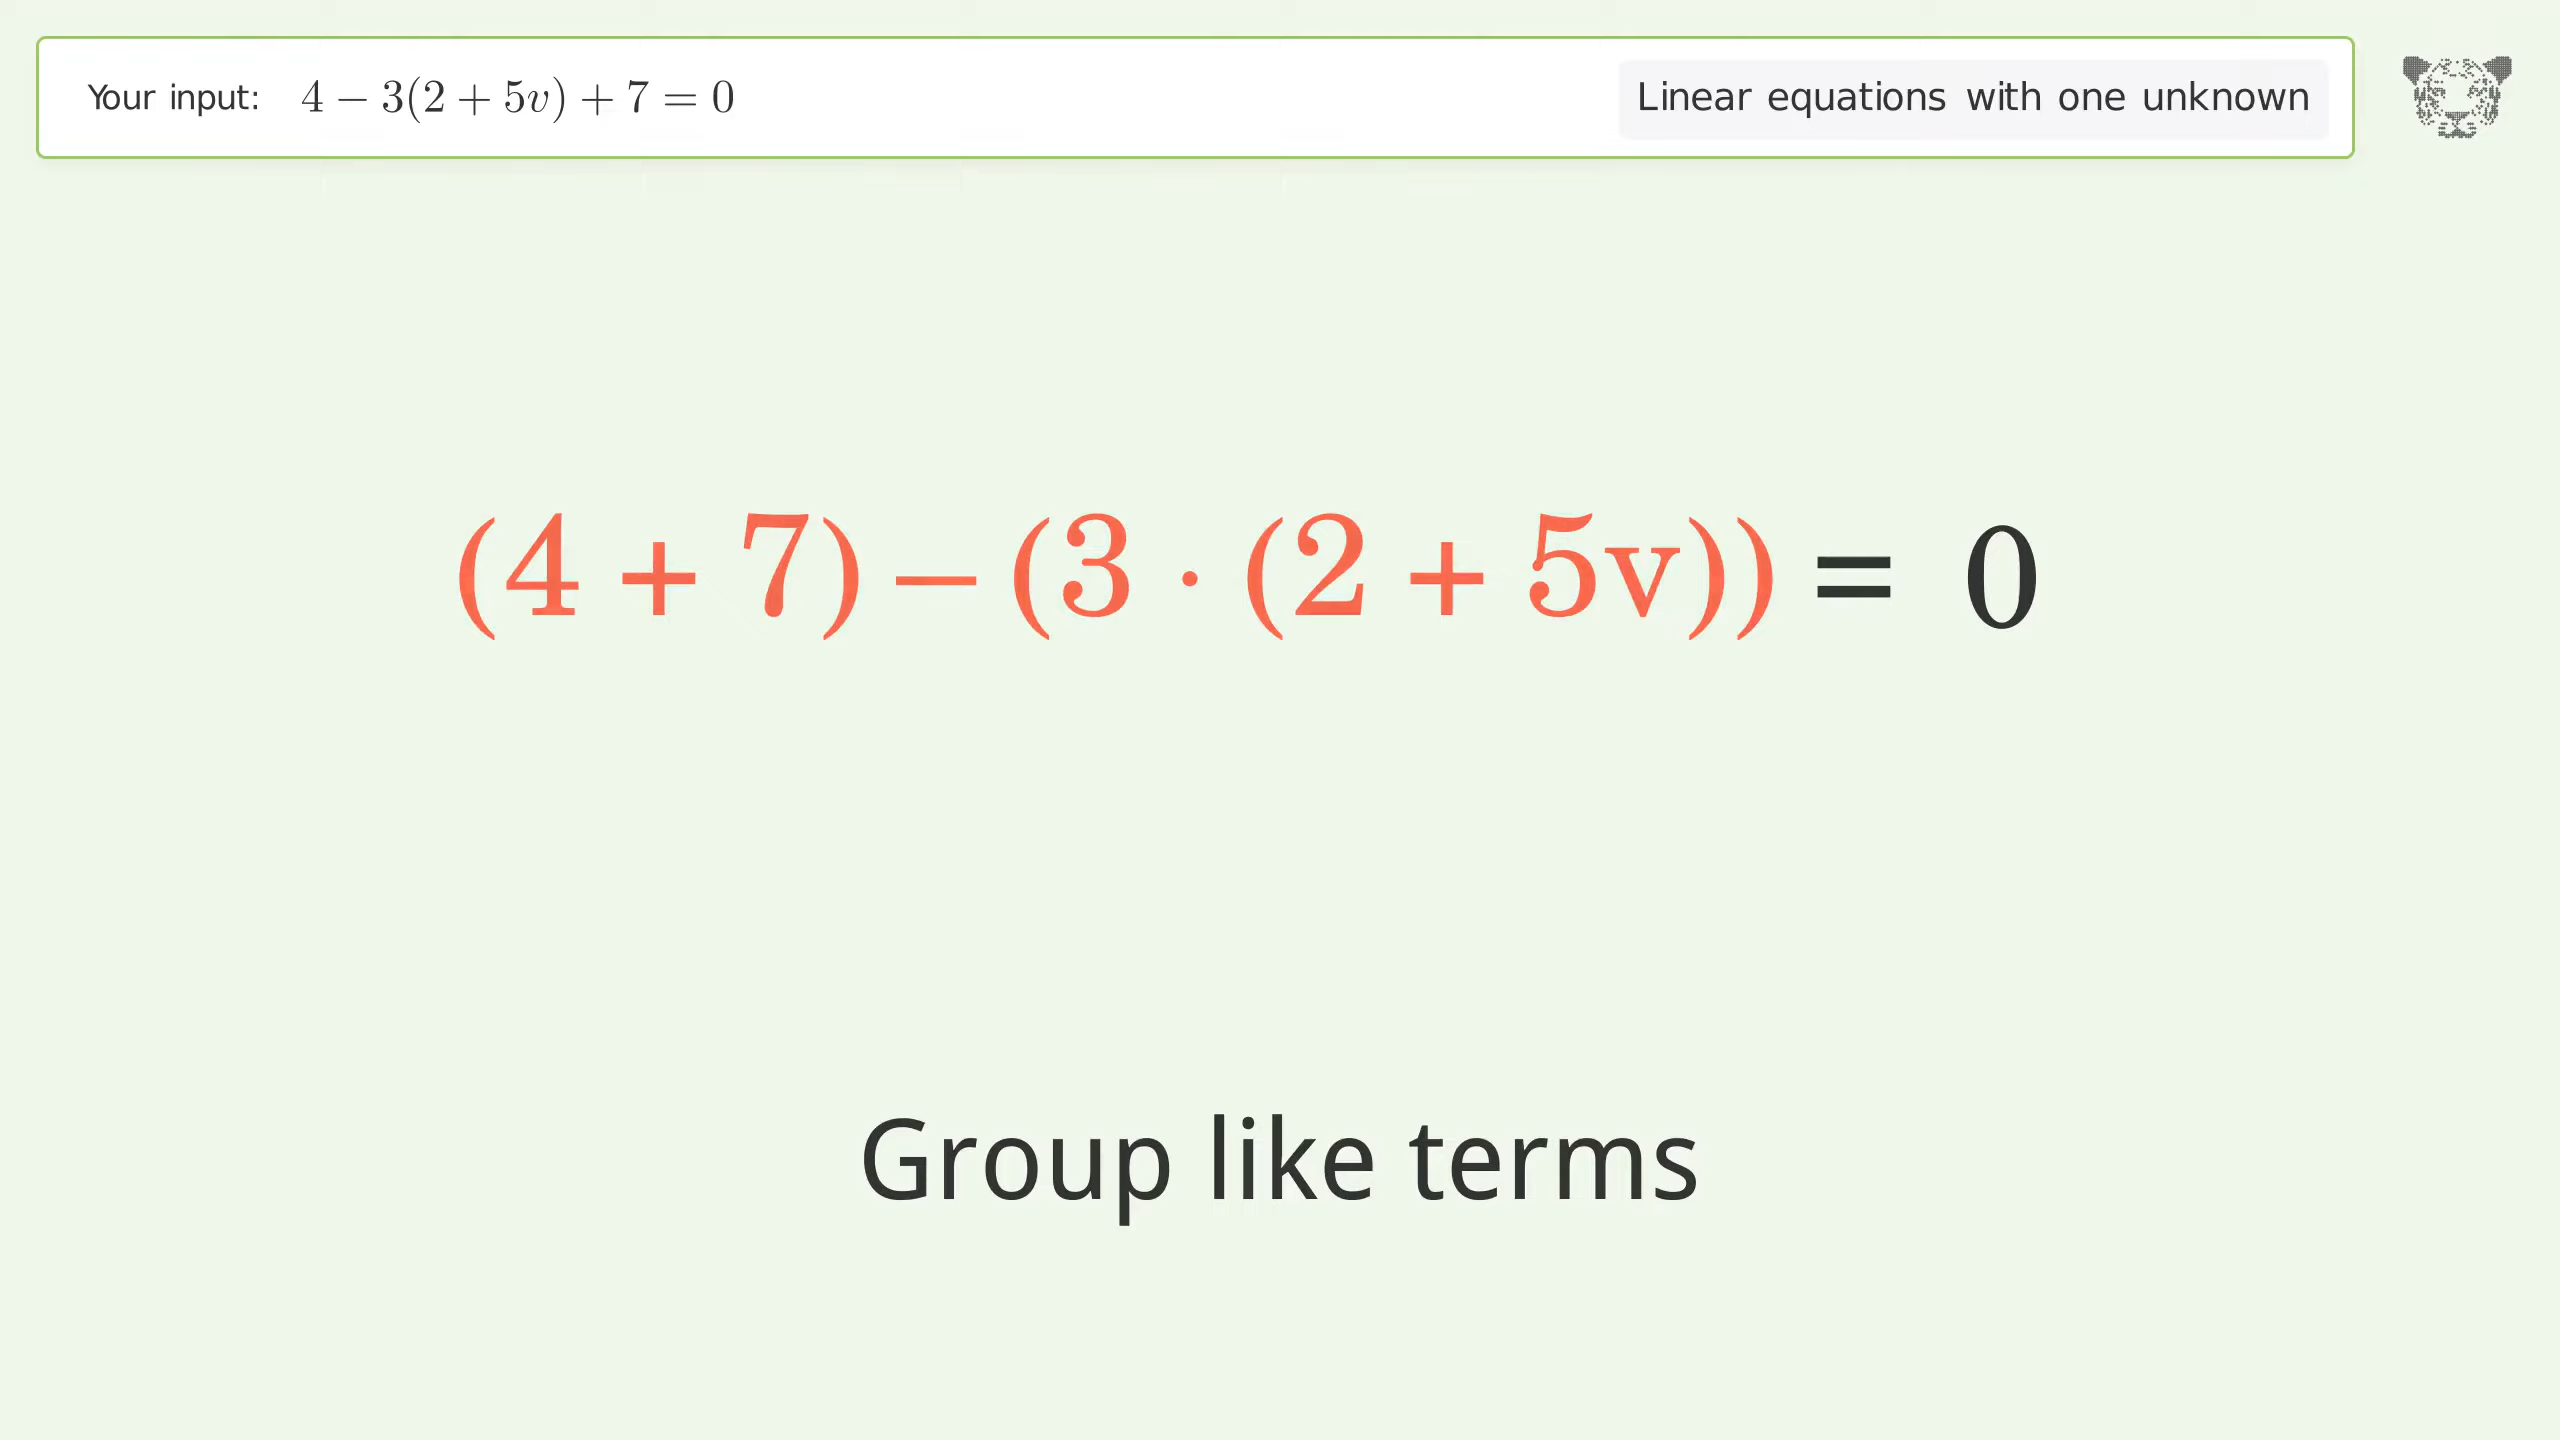 Your input: 4 − 3(2 + 5v) + 7 = 0
Linear equations with one unknown
(4 + 7) − (3 · (2 + 5v)) = 0
Group like terms